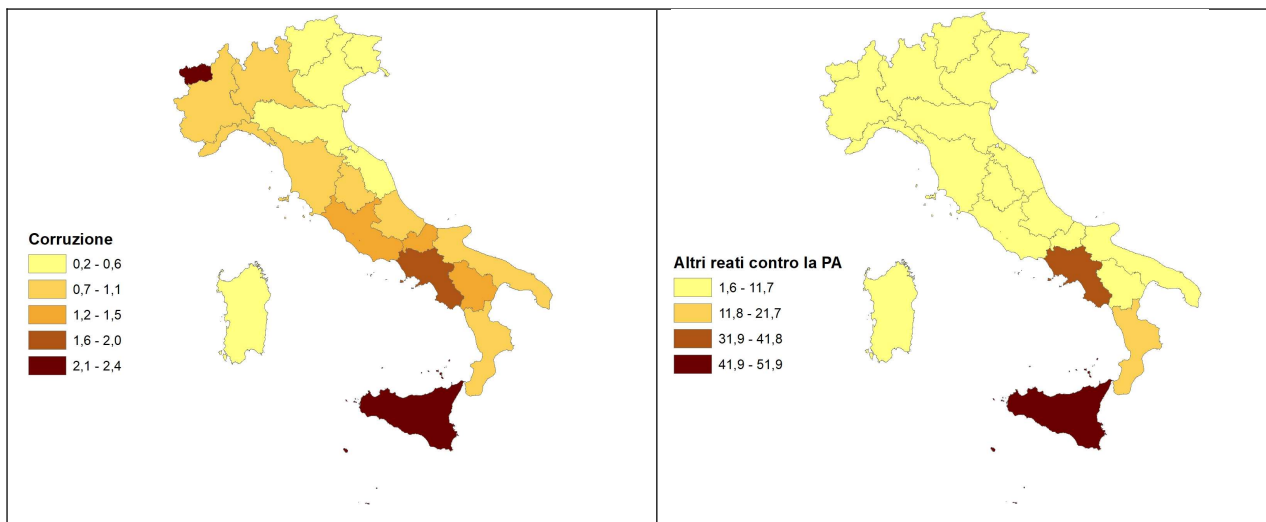 Corruzione
0,2 - 0,6
0,7 - 1,1
1,2 - 1,5
1,6 - 2,0
2,1 - 2,4
Altri reati contro la PA
1,6 - 11,7
11,8 - 21,7
31,9 - 41,8
41,9 - 51,9